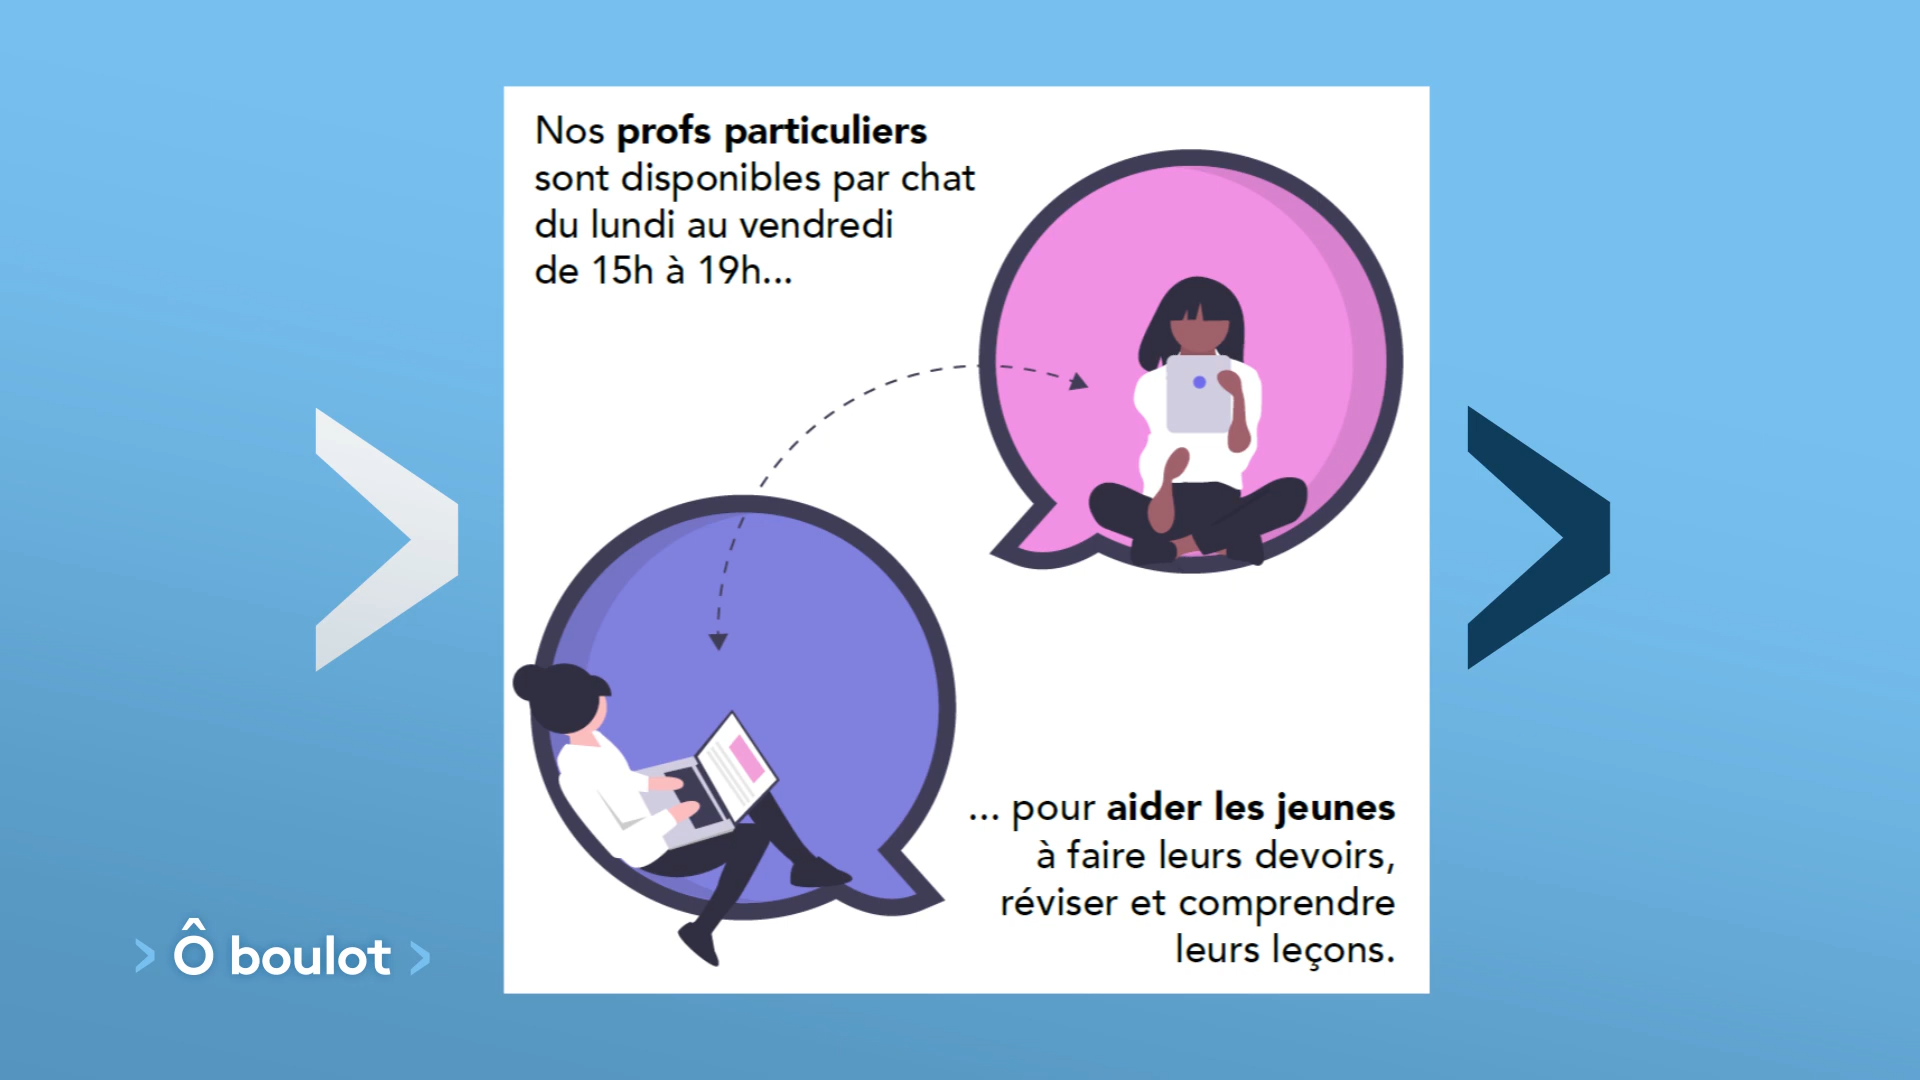 Nos profs particuliers
sont disponibles par chat
du lundi au vendredi
de 15h à 19h...
... pour aider les jeunes
à faire leurs devoirs,
réviser et comprendre
leurs leçons.
Ô boulot